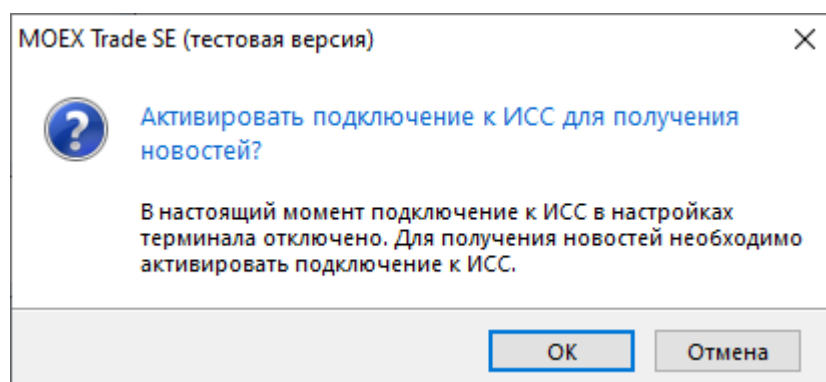 MOEX Trade SE (тестовая версия)
Активировать подключение к ИСС для получения
новостей?
В настоящий момент подключение к ИСС в настройках
терминала отключено. Для получения новостей необходимо
активировать подключение к ИСС.
ОК
Отмена